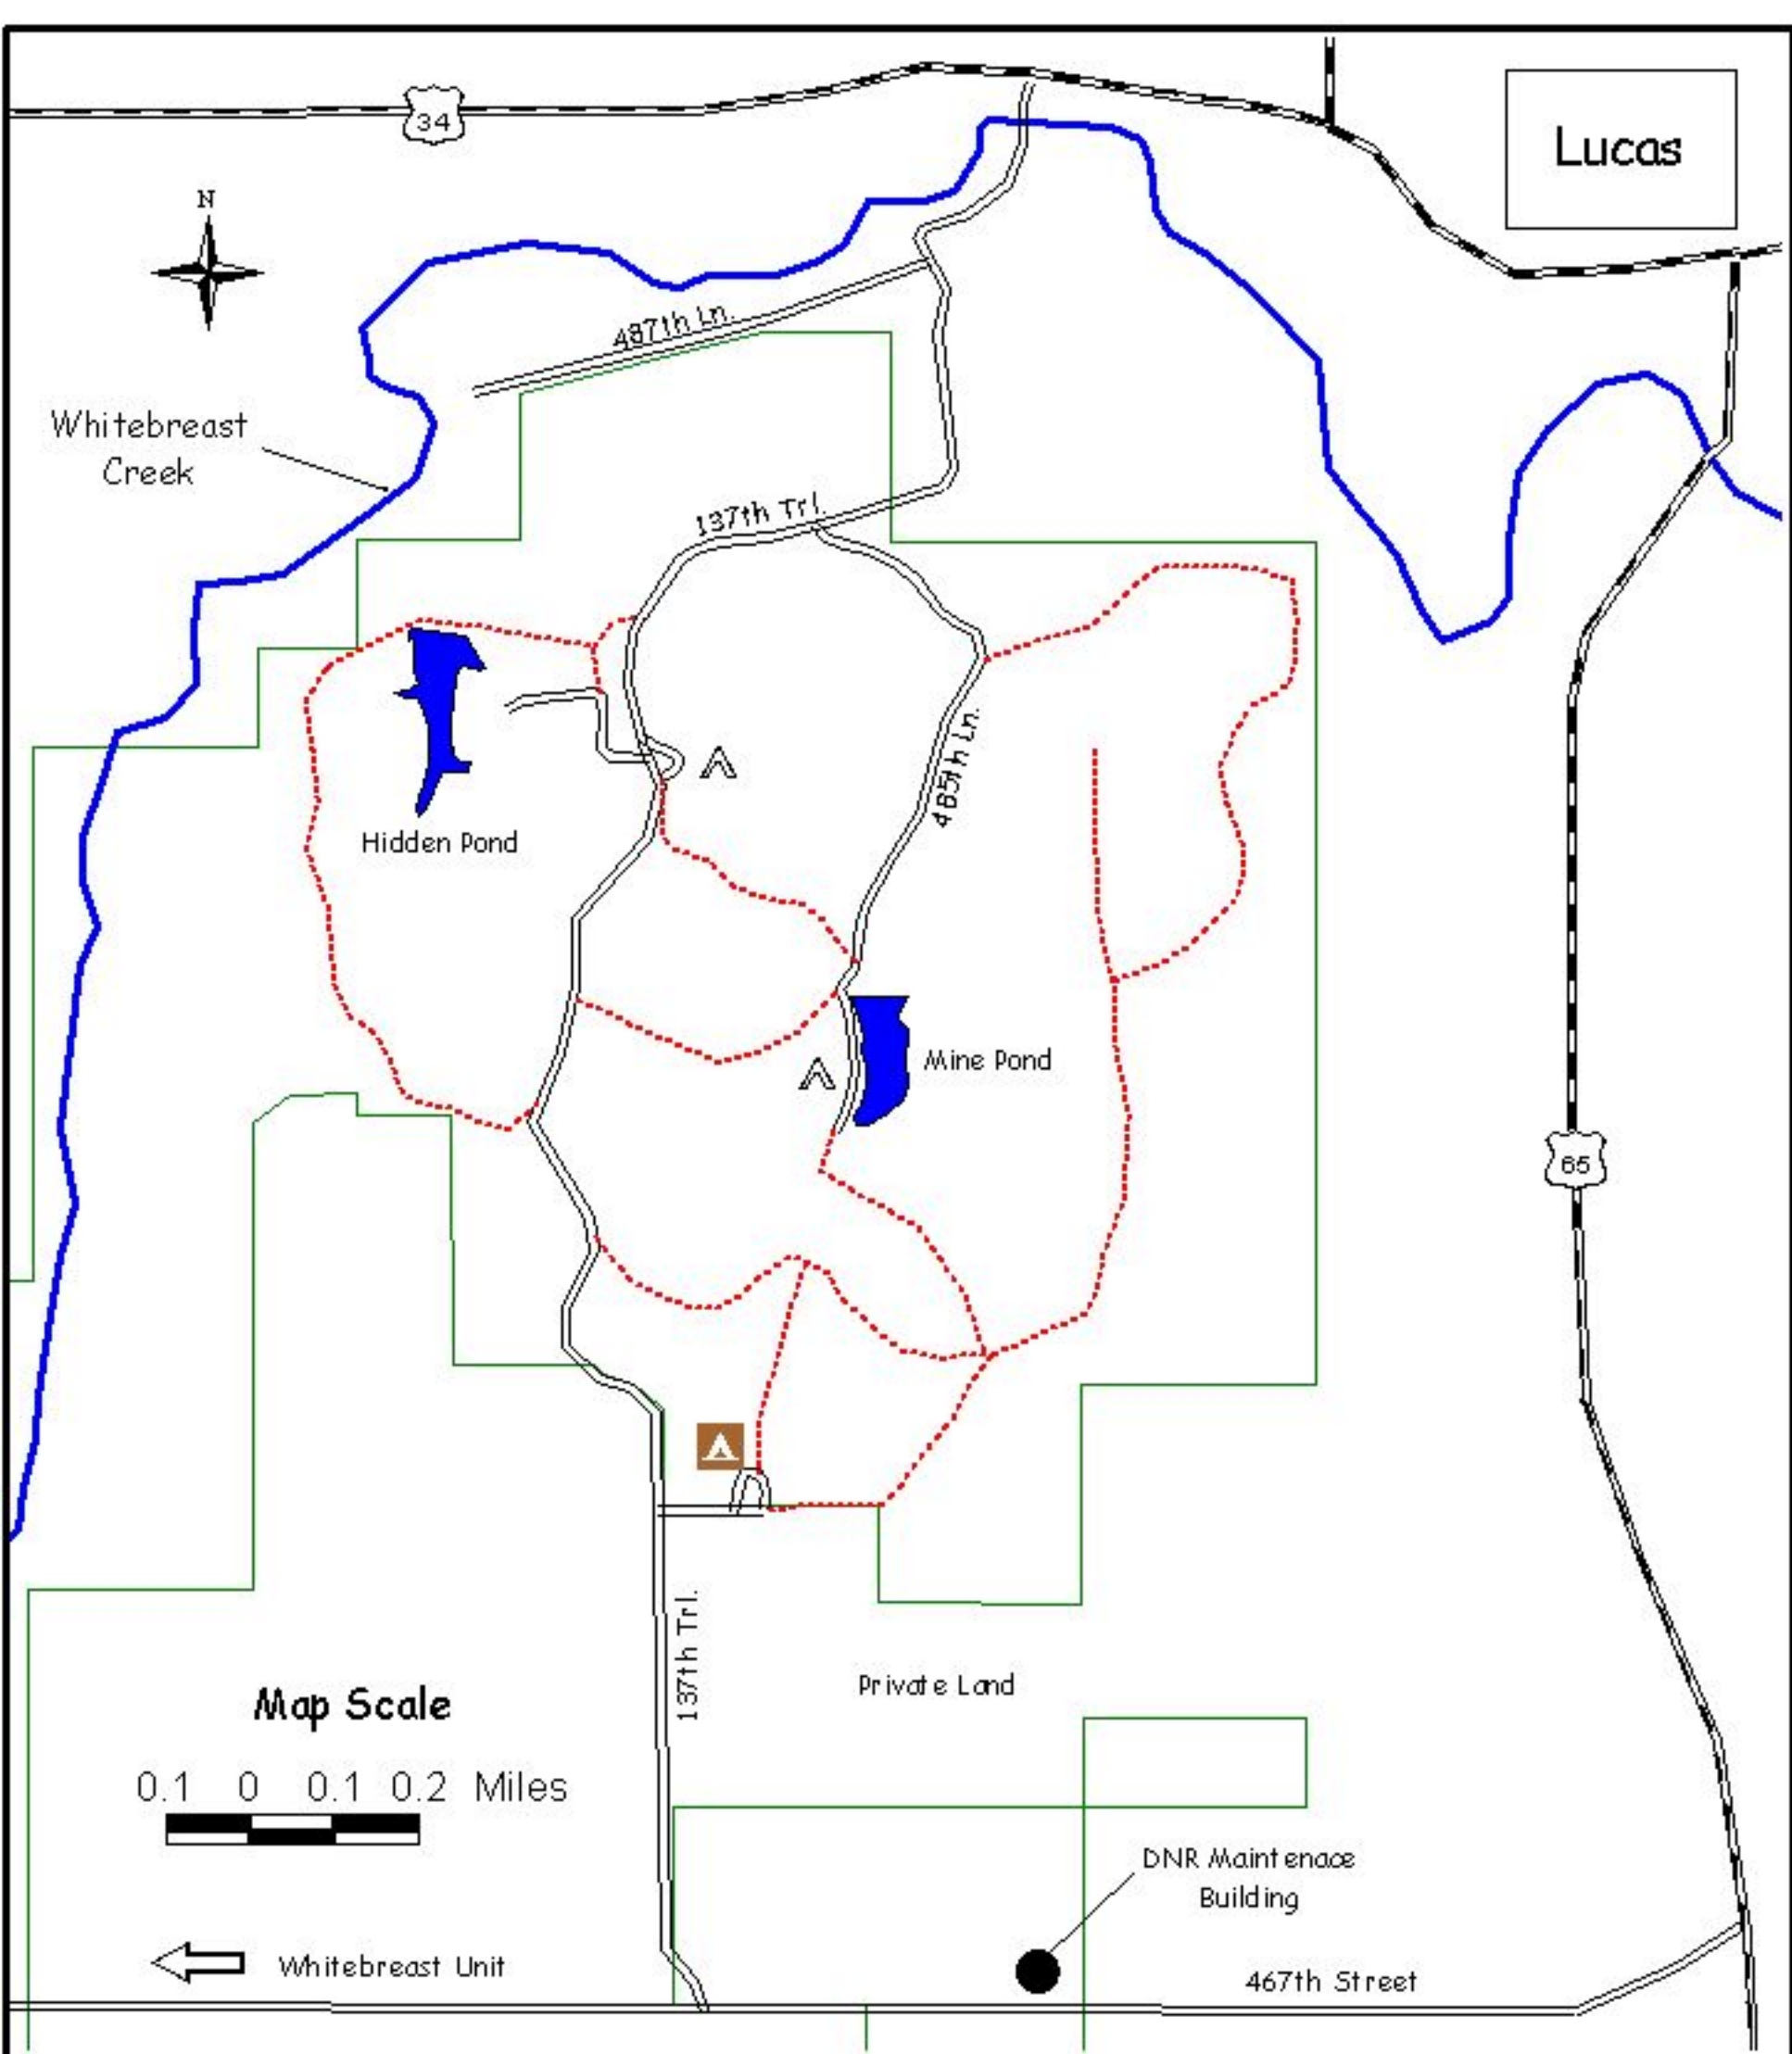 34
Lucas
N
487th Ln.
Whitebreast
Creek
137th Trl.
485th Ln.
Hidden Pond
Mine Pond
65
137th Trl.
Private Land
Map Scale
0.1 0 0.1 0.2 Miles
DNR Maintenace
Building
Whitebreast Unit
467th Street